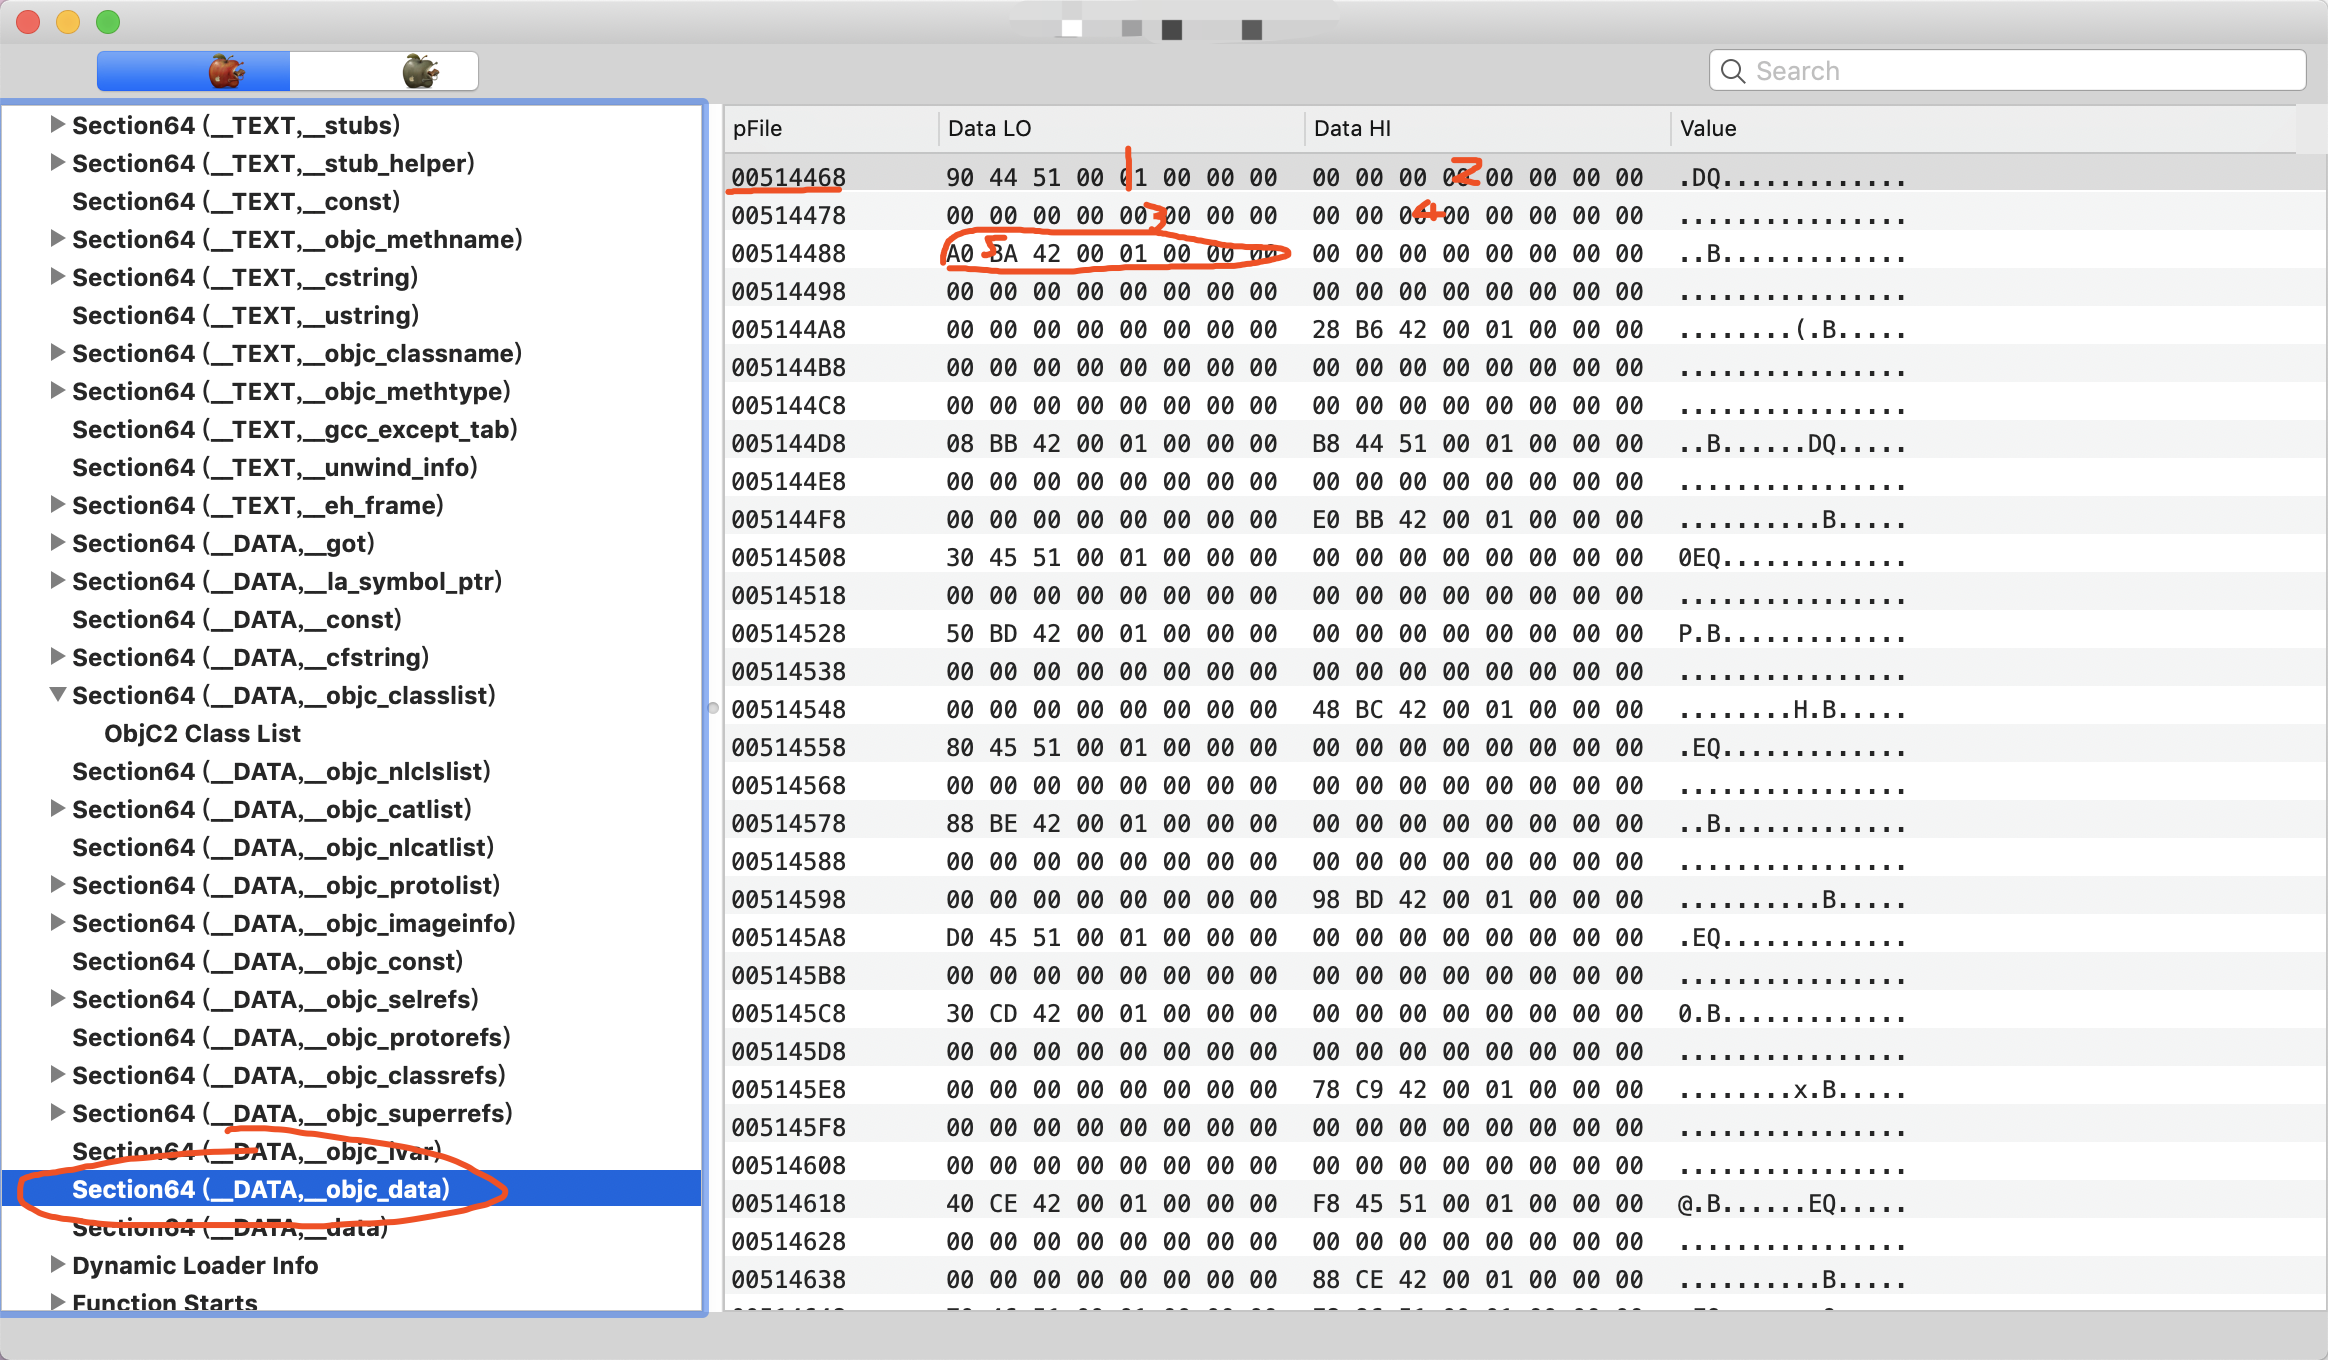 Search
Section64 (__TEXT,__stubs)
Section64 (__TEXT,__stub_helper)
Section64 (__TEXT,__const)
Section64 (__TEXT,__objc_methname)
Section64 (__TEXT,__cstring)
Section64 (__TEXT,__ustring)
Section64 (__TEXT,__objc_classname)
Section64 (__TEXT,__objc_methtype)
Section64 (__TEXT,__gcc_except_tab)
Section64 (__TEXT,__unwind_info)
Section64 (__TEXT,__eh_frame)
Section64 (__DATA,__got)
Section64 (__DATA,__la_symbol_ptr)
Section64 (__DATA,__const)
Section64 (__DATA,__cfstring)
Section64 (__DATA,__objc_classlist)
ObjC2 Class List
Section64 (__DATA,__objc_nlclslist)
Section64 (__DATA,__objc_catlist)
Section64 (__DATA,__objc_nlcatlist)
Section64 (__DATA,__objc_protolist)
Section64 (__DATA,__objc_imageinfo)
Section64 (__DATA,__objc_const)
Section64 (__DATA,__objc_selrefs)
Section64 (__DATA,__objc_protorefs)
Section64 (__DATA,__objc_classrefs)
Section64 (__DATA,__objc_superrefs)
Section64 (__DATA,__objc_ivar)
Section64 (__DATA,__objc_data)
Section64 (__DATA,__data)
Dynamic Loader Info
Function Starts
pFile Data LO Data HI Value
1 2
00514468 90 44 51 00 01 00 00 00 00 00 00 00 00 00 00 00 .DQ.............
3 4
00514478 00 00 00 00 00 00 00 00 00 00 00 00 00 00 00 00 ................
5
00514488 A0 BA 42 00 01 00 00 00 00 00 00 00 00 00 00 00 ..B.............
00514498 00 00 00 00 00 00 00 00 00 00 00 00 00 00 00 00 ................
005144A8 00 00 00 00 00 00 00 00 28 B6 42 00 01 00 00 00 ........(.B.....
005144B8 00 00 00 00 00 00 00 00 00 00 00 00 00 00 00 00 ................
005144C8 00 00 00 00 00 00 00 00 00 00 00 00 00 00 00 00 ................
005144D8 08 BB 42 00 01 00 00 00 B8 44 51 00 01 00 00 00 ..B......DQ.....
005144E8 00 00 00 00 00 00 00 00 00 00 00 00 00 00 00 00 ................
005144F8 00 00 00 00 00 00 00 00 E0 BB 42 00 01 00 00 00 ..........B.....
00514508 30 45 51 00 01 00 00 00 00 00 00 00 00 00 00 00 0EQ.............
00514518 00 00 00 00 00 00 00 00 00 00 00 00 00 00 00 00 ................
00514528 50 BD 42 00 01 00 00 00 00 00 00 00 00 00 00 00 P.B.............
00514538 00 00 00 00 00 00 00 00 00 00 00 00 00 00 00 00 ................
00514548 00 00 00 00 00 00 00 00 48 BC 42 00 01 00 00 00 ........H.B.....
00514558 80 45 51 00 01 00 00 00 00 00 00 00 00 00 00 00 .EQ.............
00514568 00 00 00 00 00 00 00 00 00 00 00 00 00 00 00 00 ................
00514578 88 BE 42 00 01 00 00 00 00 00 00 00 00 00 00 00 ..B.............
00514588 00 00 00 00 00 00 00 00 00 00 00 00 00 00 00 00 ................
00514598 00 00 00 00 00 00 00 00 98 BD 42 00 01 00 00 00 ..........B.....
005145A8 D0 45 51 00 01 00 00 00 00 00 00 00 00 00 00 00 .EQ.............
005145B8 00 00 00 00 00 00 00 00 00 00 00 00 00 00 00 00 ................
005145C8 30 CD 42 00 01 00 00 00 00 00 00 00 00 00 00 00 0.B.............
005145D8 00 00 00 00 00 00 00 00 00 00 00 00 00 00 00 00 ................
005145E8 00 00 00 00 00 00 00 00 78 C9 42 00 01 00 00 00 ........x.B.....
005145F8 00 00 00 00 00 00 00 00 00 00 00 00 00 00 00 00 ................
00514608 00 00 00 00 00 00 00 00 00 00 00 00 00 00 00 00 ................
00514618 40 CE 42 00 01 00 00 00 F8 45 51 00 01 00 00 00 @.B......EQ.....
00514628 00 00 00 00 00 00 00 00 00 00 00 00 00 00 00 00 ................
00514638 00 00 00 00 00 00 00 00 88 CE 42 00 01 00 00 00 ..........B.....